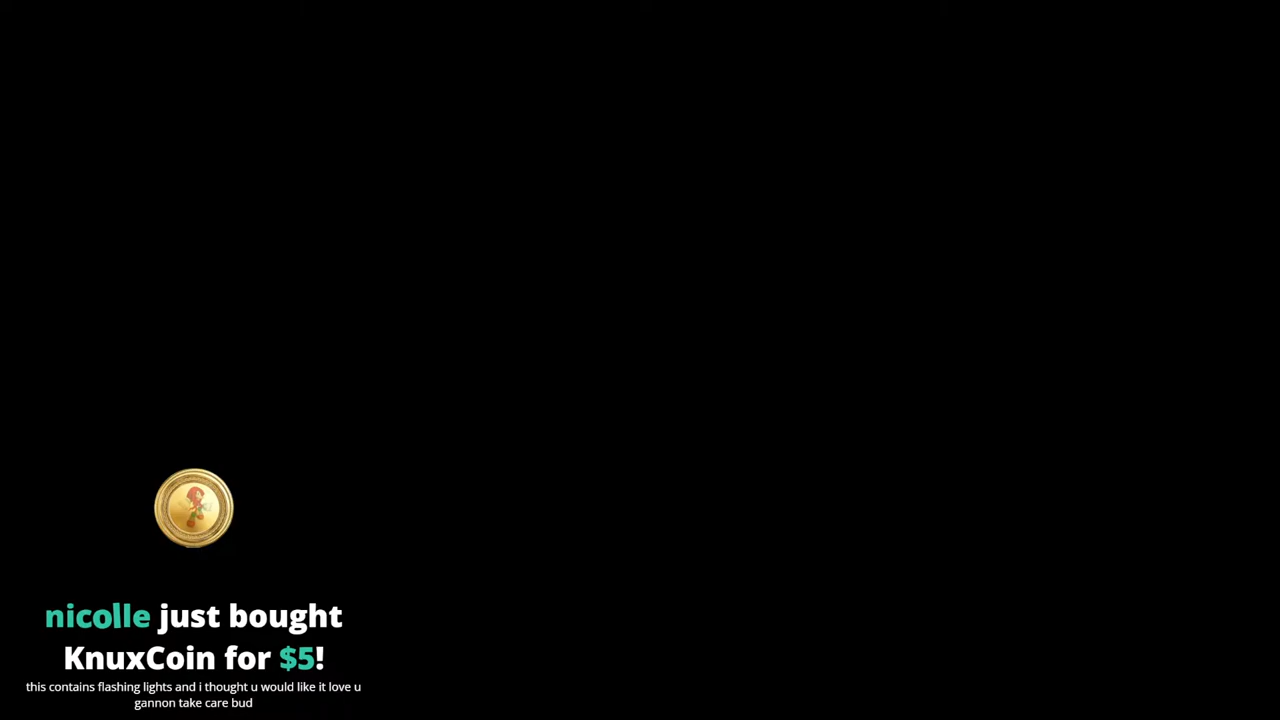 nicolle just bought
KnuxCoin for $5!
this contains flashing lights and i thought u would like it love u
gannon take care bud